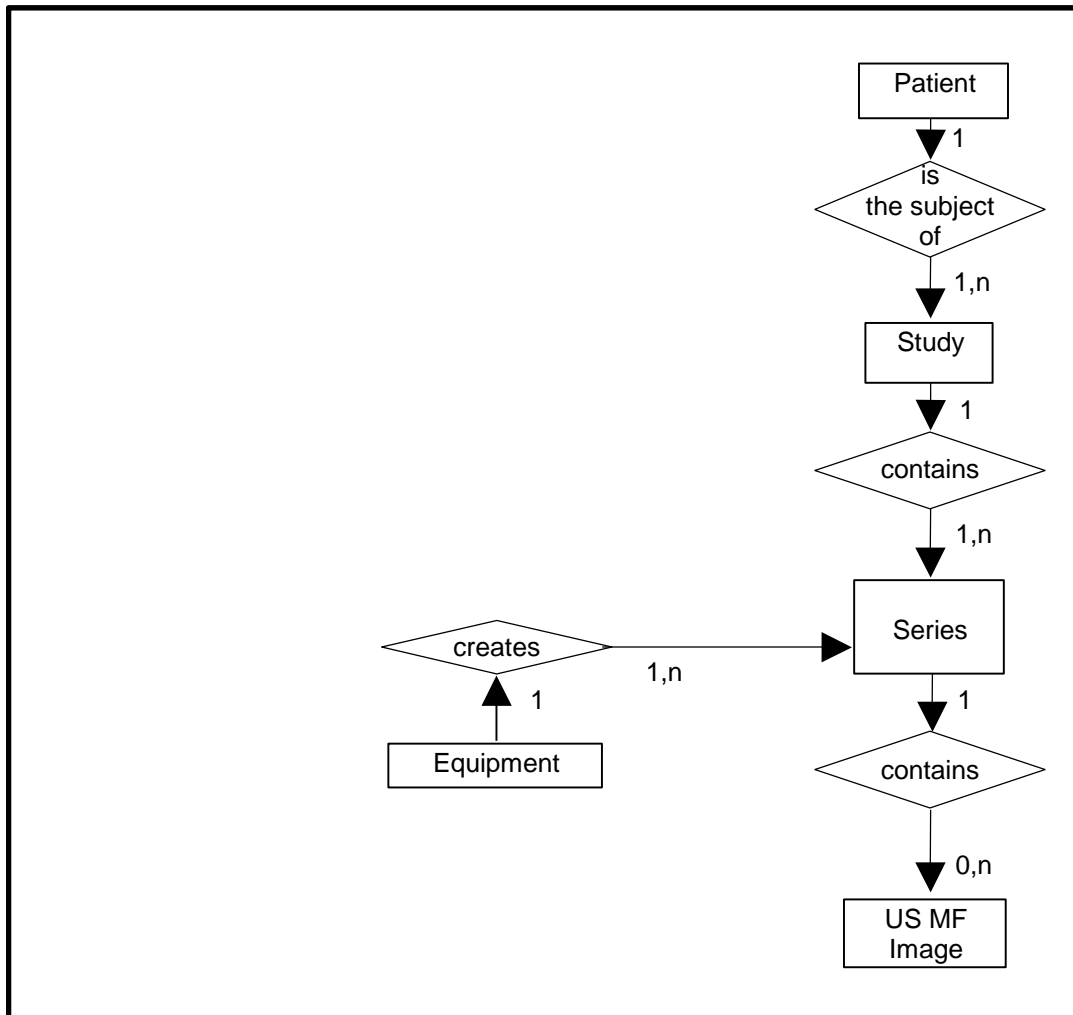 Patient
1
is
the subject
of
1,n
Study
1
contains
1,n
Series
creates
1,n
1
1
Equipment
contains
0,n
US MF
Image